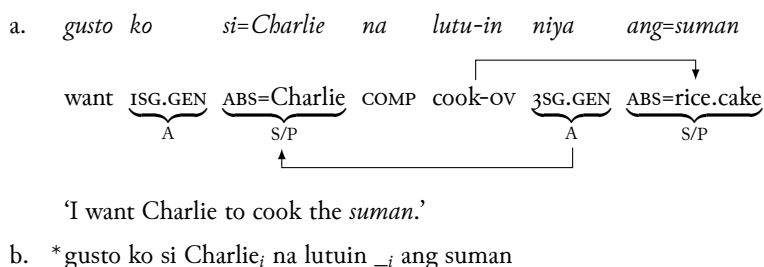 a. gusto ko si=Charlie na lutu-in niya ang=suman
want 1SG.GEN ABS=Charlie COMP cook-OV 3SG.GEN ABS=rice.cake
A S/P A S/P
‘I want Charlie to cook the suman.’
b. *gusto ko si Charlieᵢ na lutuin _ᵢ ang suman